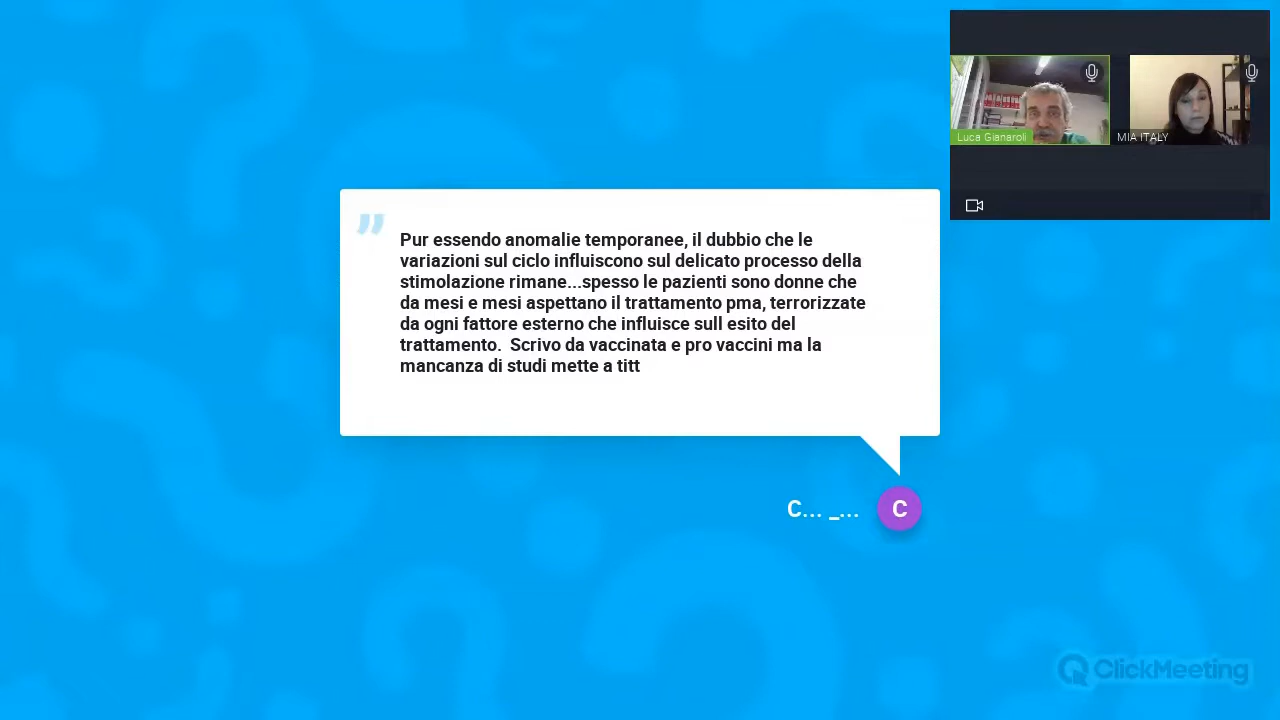 Luca Gianaroli
MIA ITALY
Pur essendo anomalie temporanee, il dubbio che le
variazioni sul ciclo influiscono sul delicato processo della
stimolazione rimane...spesso le pazienti sono donne che
da mesi e mesi aspettano il trattamento pma, terrorizzate
da ogni fattore esterno che influisce sull esito del
trattamento.  Scrivo da vaccinata e pro vaccini ma la
mancanza di studi mette a titt
C... _...
C
ClickMeeting